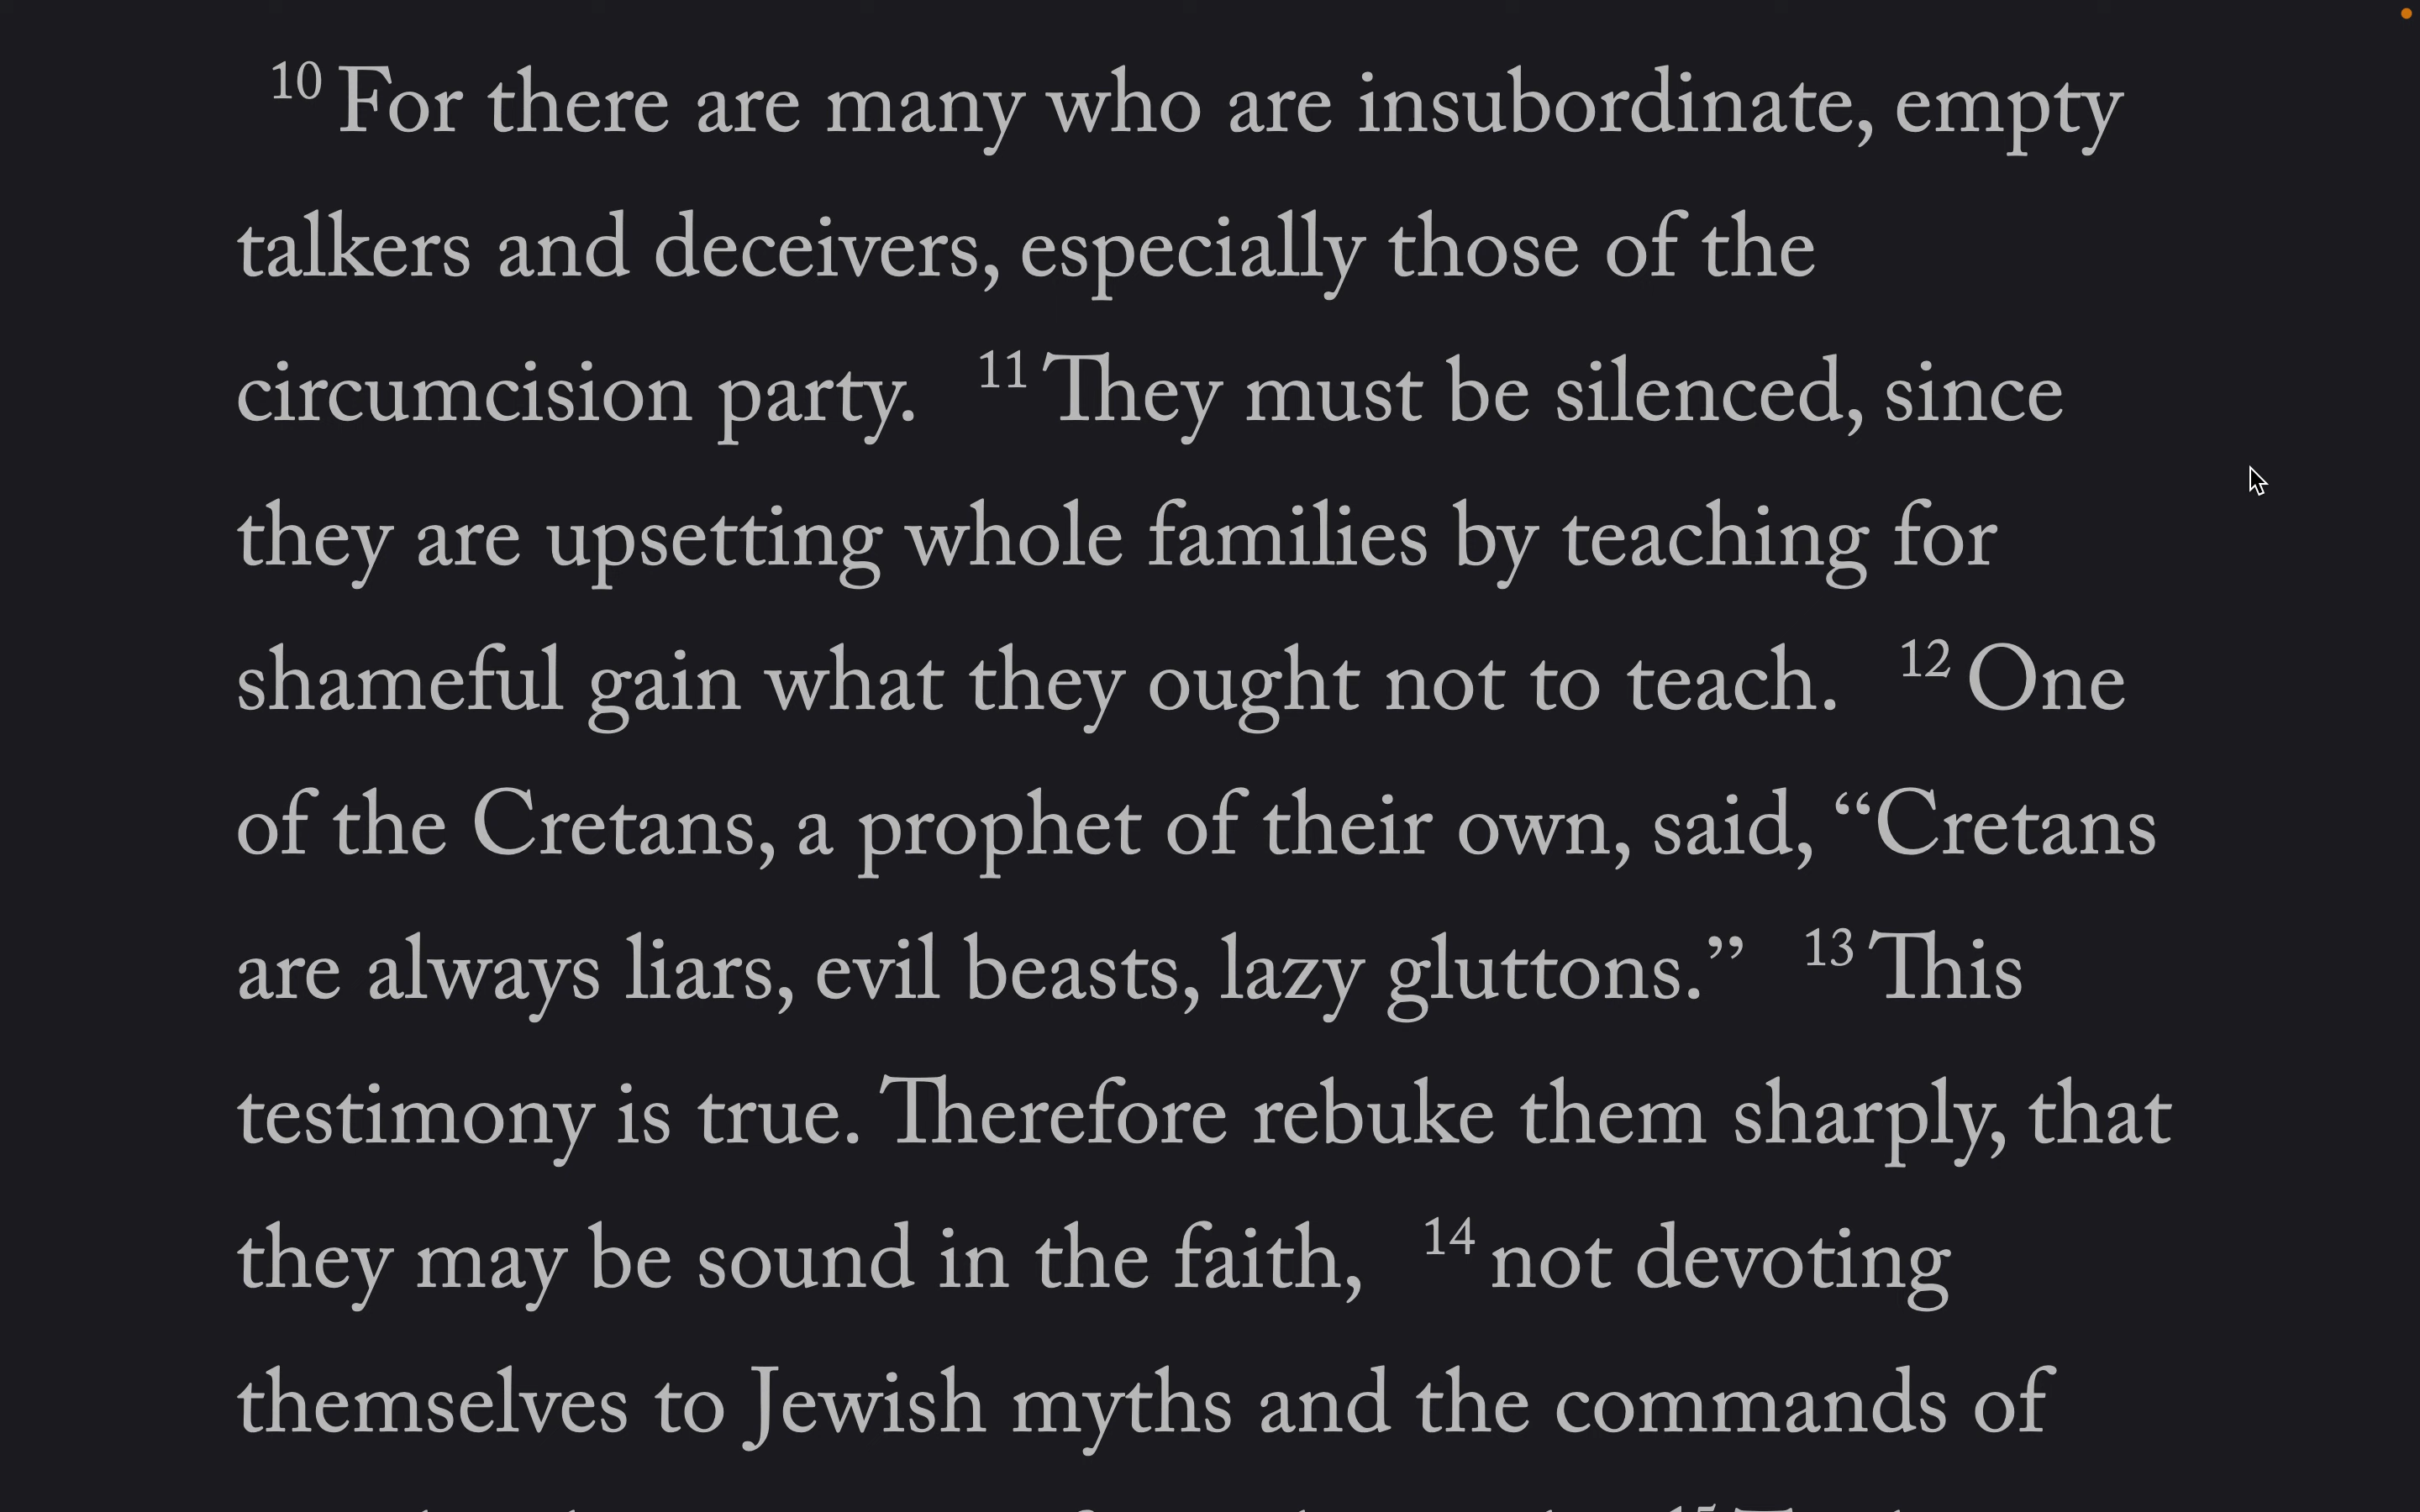 10 For there are many who are insubordinate, empty
talkers and deceivers, especially those of the
circumcision party. 11 They must be silenced, since
they are upsetting whole families by teaching for
shameful gain what they ought not to teach. 12 One
of the Cretans, a prophet of their own, said, “Cretans
are always liars, evil beasts, lazy gluttons.” 13 This
testimony is true. Therefore rebuke them sharply, that
they may be sound in the faith, 14 not devoting
themselves to Jewish myths and the commands of